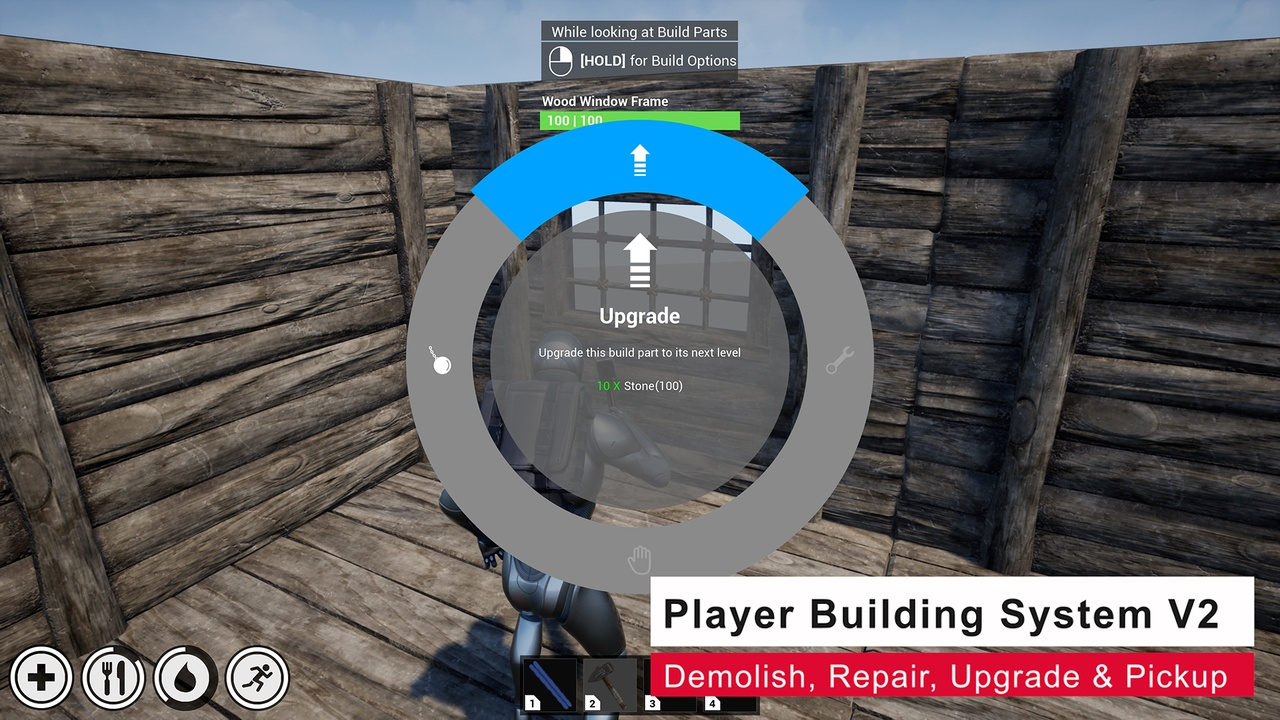 While looking at Build Parts
[HOLD] for Build Options
Wood Window Frame
100 | 100
Upgrade
Upgrade this build part to its next level
10 X Stone(100)
Player Building System V2
Demolish, Repair, Upgrade & Pickup
1 2 3 4